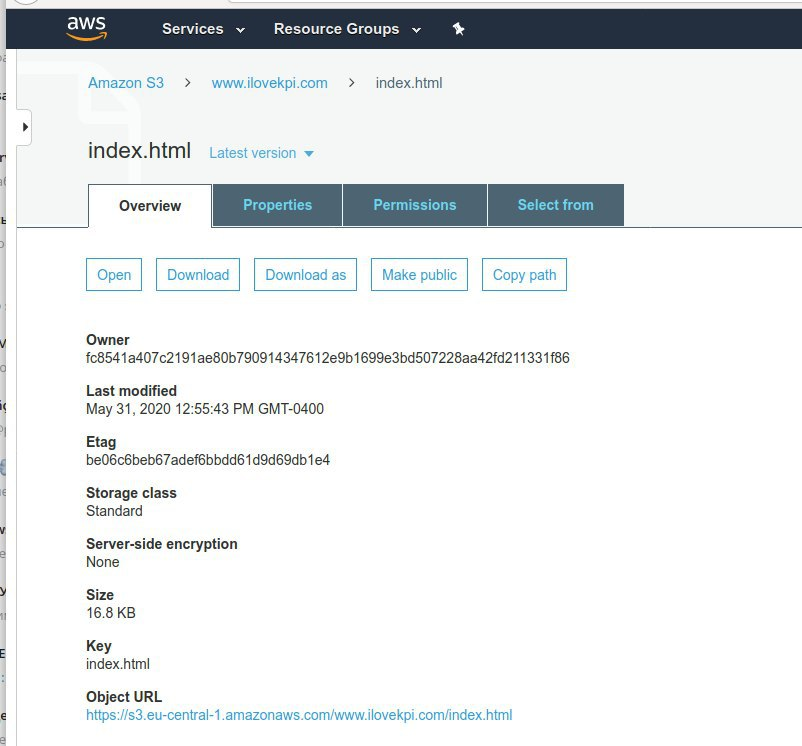 aws Services Resource Groups
Amazon S3 > www.ilovekpi.com > index.html
index.html Latest version
Overview Properties Permissions Select from
Open Download Download as Make public Copy path
Owner
fc8541a407c2191ae80b790914347612e9b1699e3bd507228aa42fd211331f86
Last modified
May 31, 2020 12:55:43 PM GMT-0400
Etag
be06c6beb67adef6bbdd61d9d69db1e4
Storage class
Standard
Server-side encryption
None
Size
16.8 KB
Key
index.html
Object URL
https://s3.eu-central-1.amazonaws.com/www.ilovekpi.com/index.html